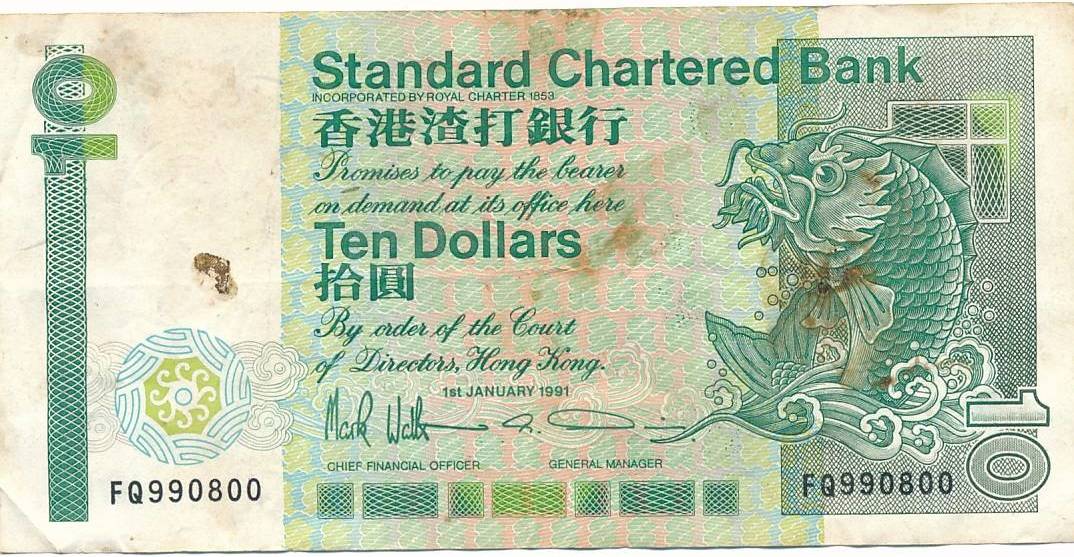 10
Standard Chartered Bank
INCORPORATED BY ROYAL CHARTER 1853
香港渣打銀行
Promises to pay the bearer
on demand at its office here
Ten Dollars
拾圓
By order of the Court
of Directors, Hong Kong.
1st JANUARY 1991
CHIEF FINANCIAL OFFICER GENERAL MANAGER
FQ990800 FQ990800
10